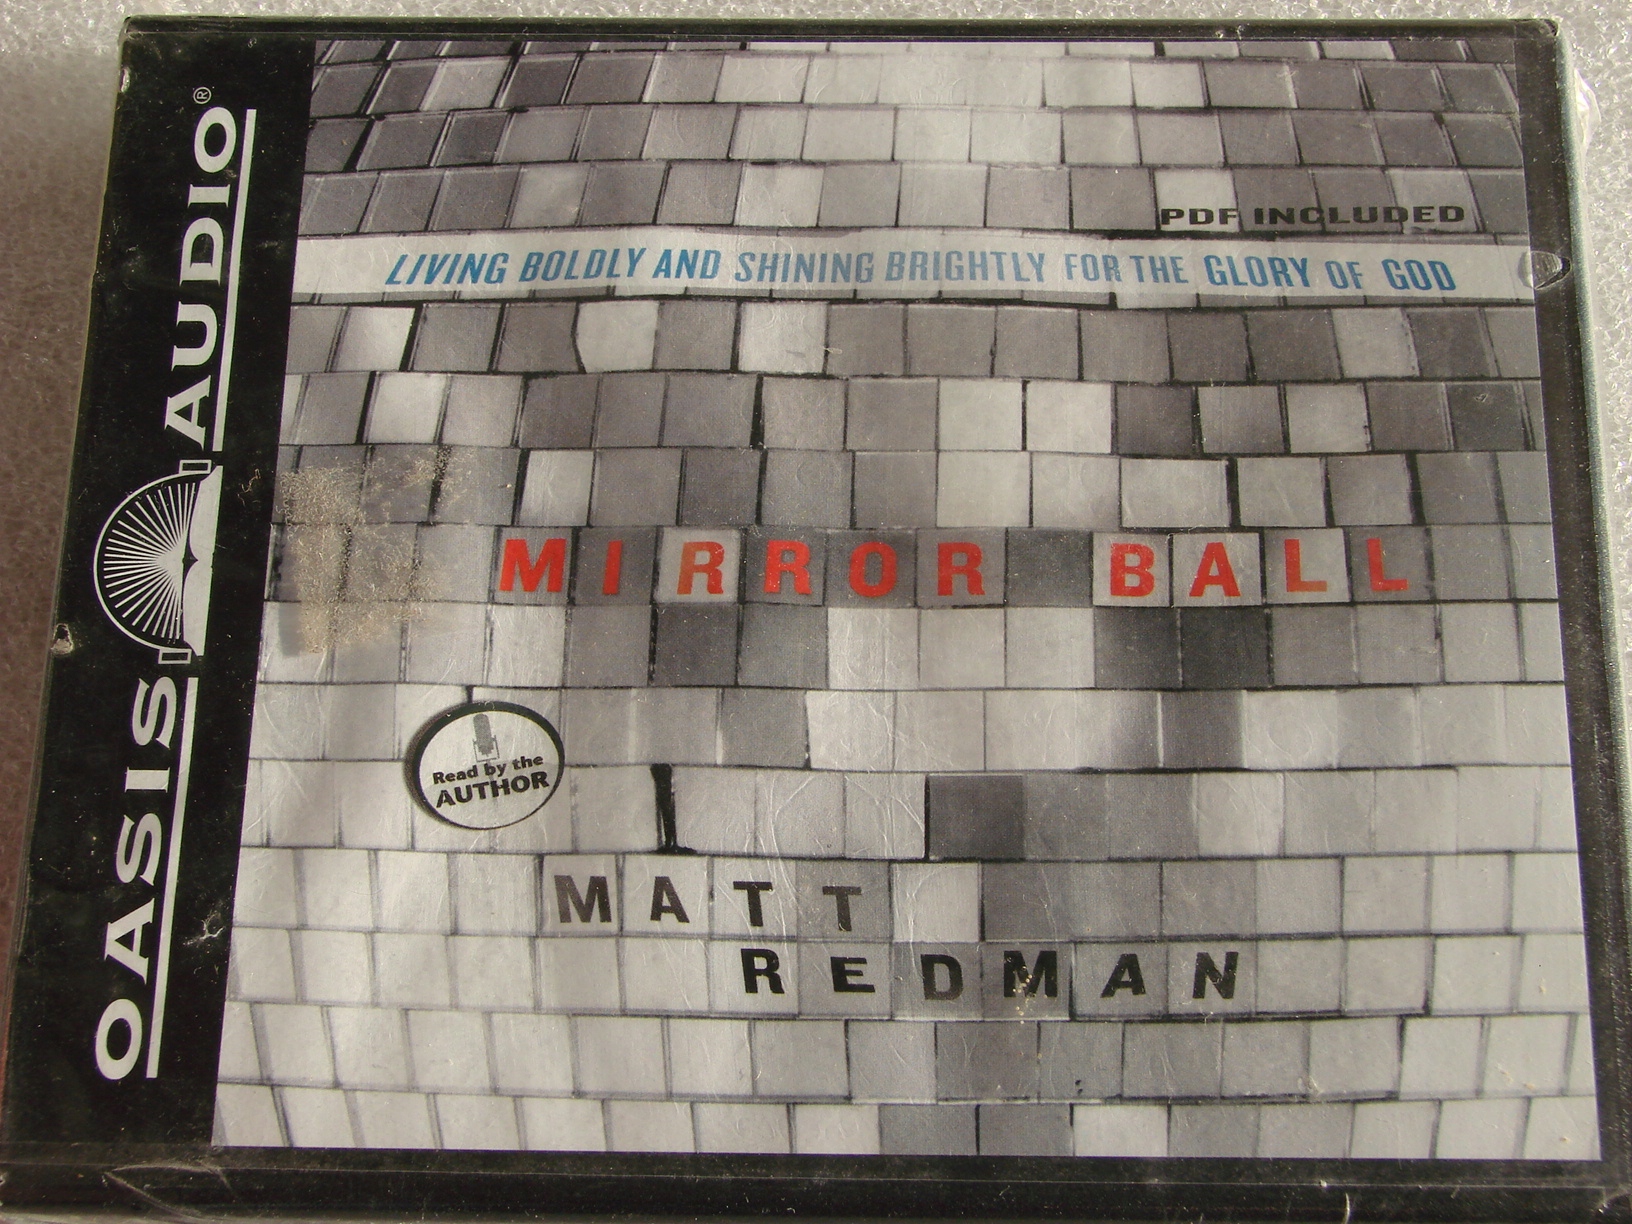 OASIS AUDIO®
PDF INCLUDED
LIVING BOLDLY AND SHINING BRIGHTLY FOR THE GLORY OF GOD
MIRROR BALL
Read by the
AUTHOR
MATT
REDMAN